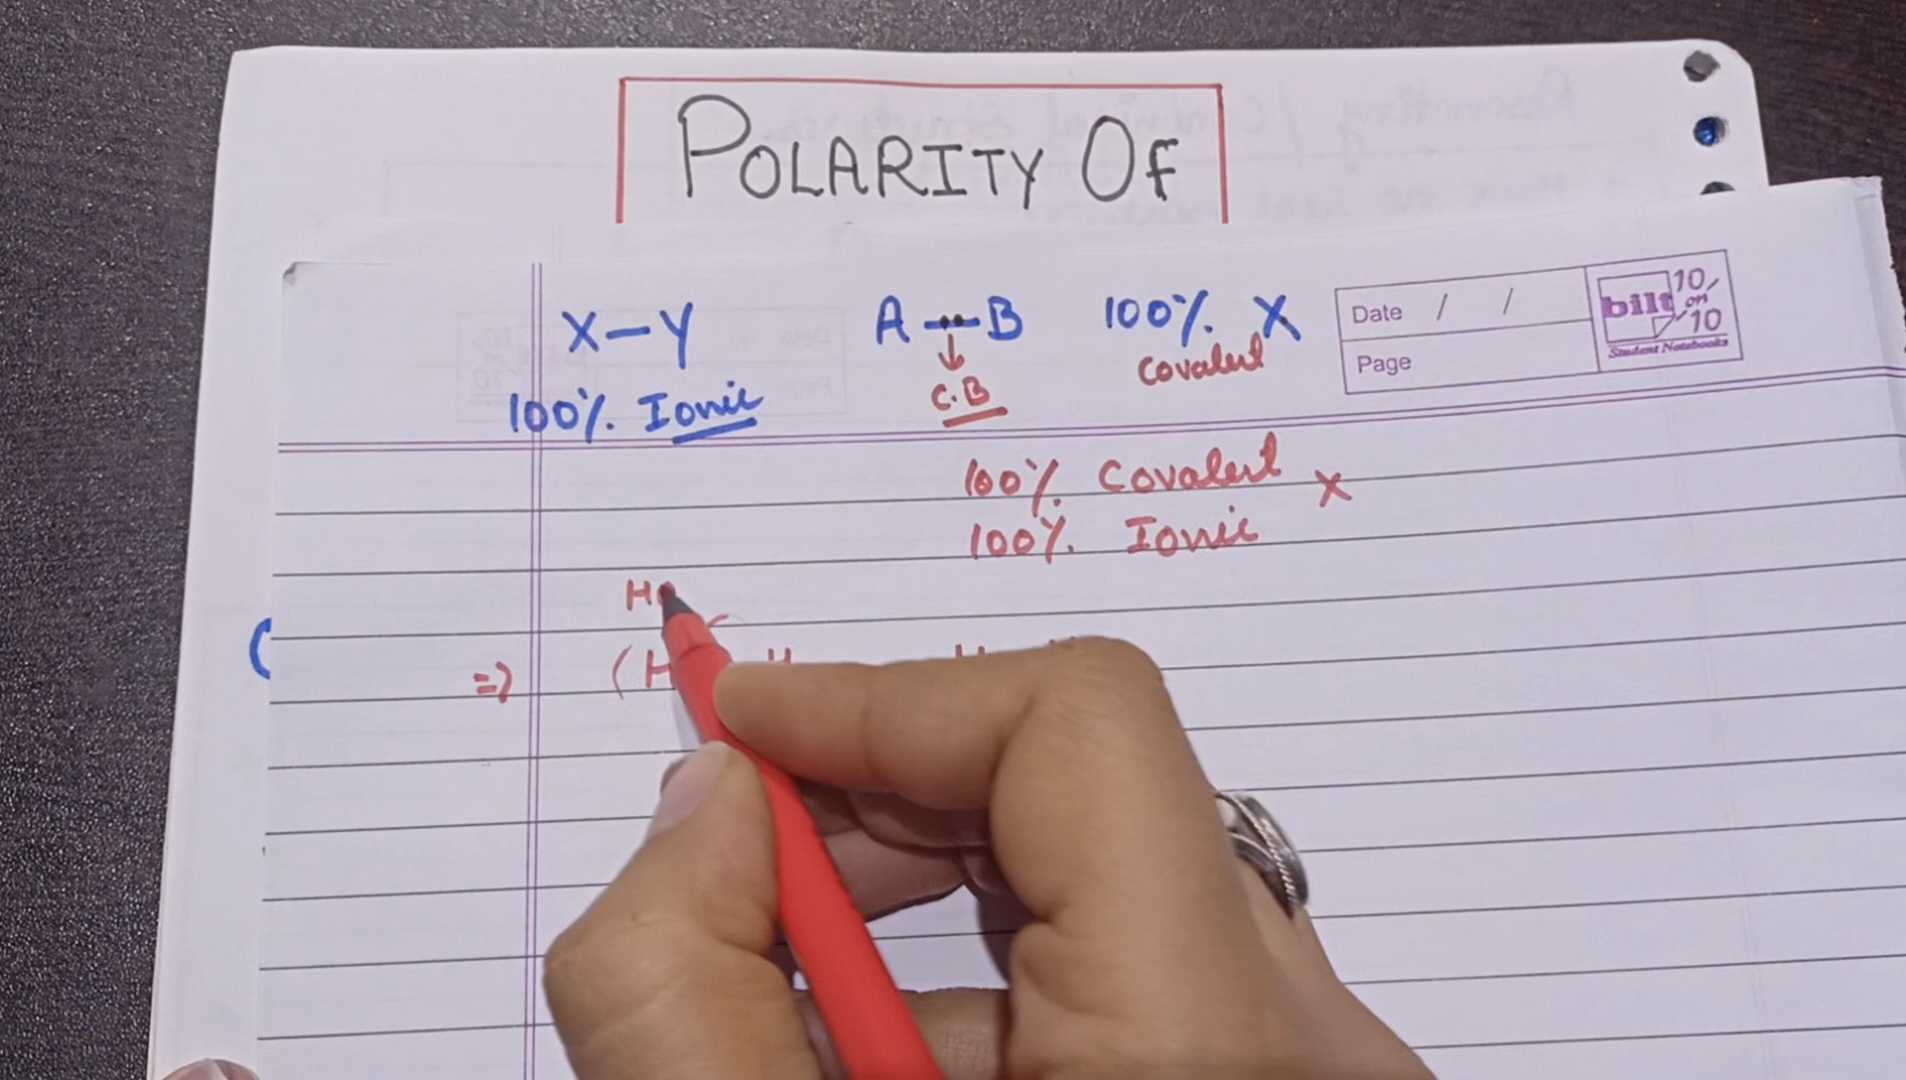 POLARITY OF
X-Y A-B 100% X
Covalent
C.B
100% Ionic
Date / /
Page
bilt 10 on 10
Student Notebooks
100% Covalent X
100% Ionic
H
=> (H H H